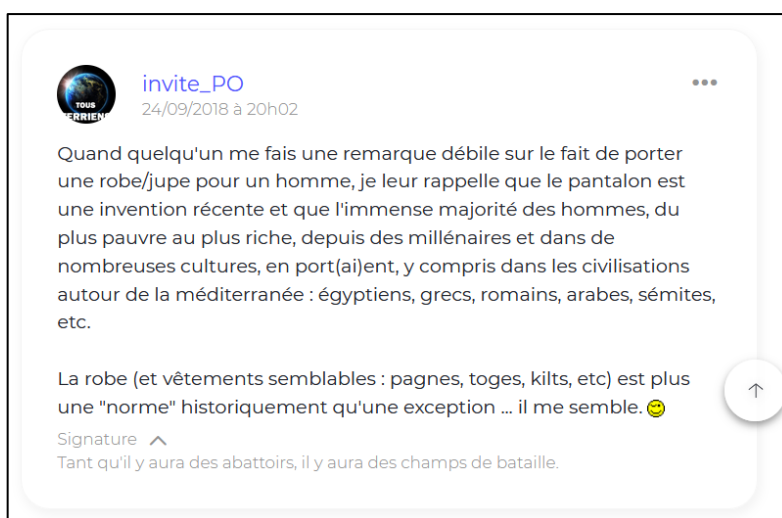 TOUS
TERRIENS
invite_PO
24/09/2018 à 20h02
Quand quelqu'un me fais une remarque débile sur le fait de porter
une robe/jupe pour un homme, je leur rappelle que le pantalon est
une invention récente et que l'immense majorité des hommes, du
plus pauvre au plus riche, depuis des millénaires et dans de
nombreuses cultures, en port(ai)ent, y compris dans les civilisations
autour de la méditerranée : égyptiens, grecs, romains, arabes, sémites,
etc.
La robe (et vêtements semblables : pagnes, toges, kilts, etc) est plus
une "norme" historiquement qu'une exception ... il me semble.
Signature
Tant qu'il y aura des abattoirs, il y aura des champs de bataille.